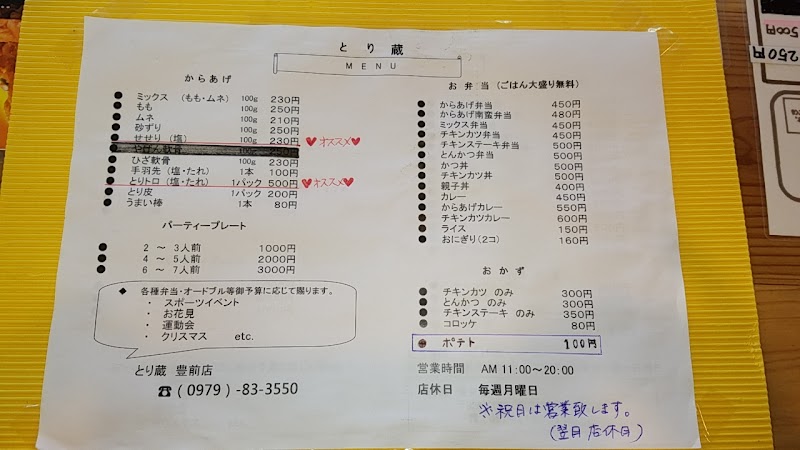 とり蔵
MENU
からあげ
● ミックス (もも・ムネ) 100g 230円
● もも 100g 250円
● ムネ 100g 210円
● 砂ずり 100g 250円
● せせり (塩) 100g 230円 ♥オススメ♥
● ひざ軟骨 100g 230円
● 手羽先 (塩・たれ) 1本 100円
● とりトロ (塩・たれ) 1パック 500円 ♥オススメ♥
● とり皮 1パック 200円
● うまい棒 1本 80円
パーティープレート
● 2 ～ 3人前 1000円
● 4 ～ 5人前 2000円
● 6 ～ 7人前 3000円
◆ 各種弁当・オードブル等御予算に応じて賜ります。
・ スポーツイベント
・ お花見
・ 運動会
・ クリスマス etc.
とり蔵 豊前店
☎(0979)-83-3550
お弁当 (ごはん大盛り無料)
● からあげ弁当 450円
● からあげ南蛮弁当 480円
● ミックス弁当 450円
● チキンカツ弁当 450円
● チキンステーキ弁当 500円
● とんかつ弁当 500円
● かつ丼 500円
● チキンカツ丼 500円
● 親子丼 400円
● カレー 450円
● からあげカレー 550円
● チキンカツカレー 600円
● ライス 150円
● おにぎり(2コ) 160円
おかず
● チキンカツ のみ 300円
● とんかつ のみ 300円
● チキンステーキ のみ 350円
● コロッケ 80円
● ポテト 100円
営業時間 AM 11:00～20:00
店休日 毎週月曜日
※祝日は営業致します。
(翌日店休日)
500円
250円